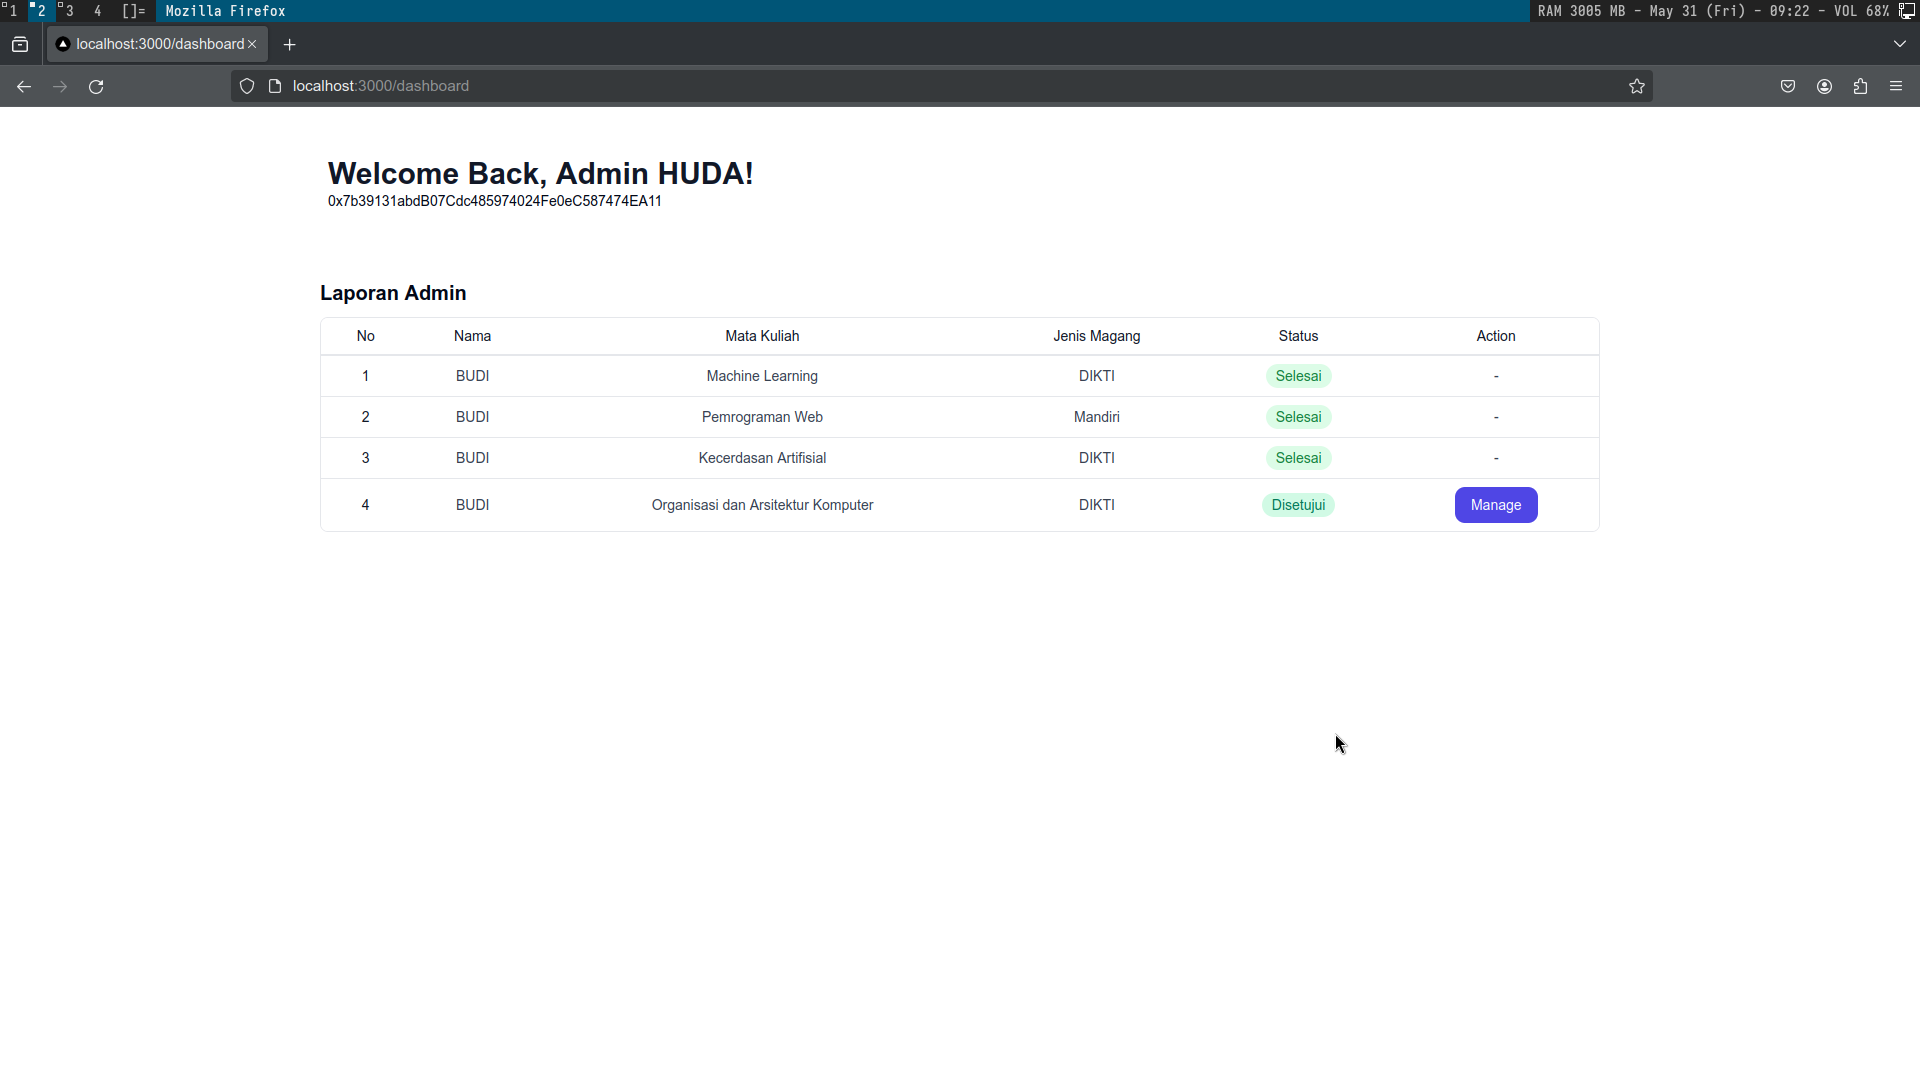 1 2 3 4 []= Mozilla Firefox RAM 3005 MB - May 31 (Fri) - 09:22 - VOL 68%
localhost:3000/dashboard
localhost:3000/dashboard
Welcome Back, Admin HUDA!
0x7b39131abdB07Cdc485974024Fe0eC587474EA11
Laporan Admin
No Nama Mata Kuliah Jenis Magang Status Action
1 BUDI Machine Learning DIKTI Selesai -
2 BUDI Pemrograman Web Mandiri Selesai -
3 BUDI Kecerdasan Artifisial DIKTI Selesai -
4 BUDI Organisasi dan Arsitektur Komputer DIKTI Disetujui Manage